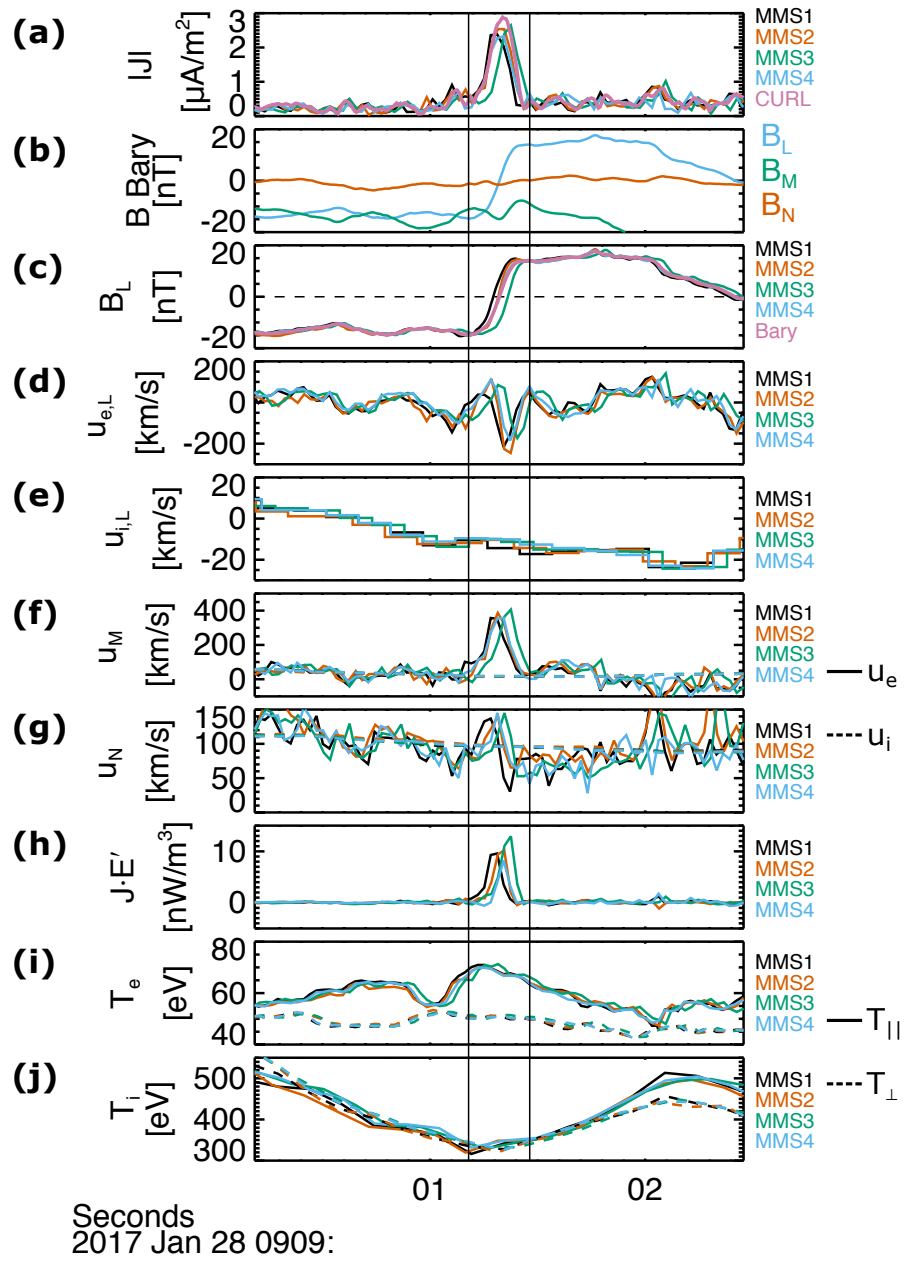 (a)
|J|
[μA/m²]
3
2
1
0
MMS1
MMS2
MMS3
MMS4
CURL
(b)
B Bary
[nT]
20
0
-20
B_L
B_M
B_N
(c)
B_L
[nT]
20
0
-20
MMS1
MMS2
MMS3
MMS4
Bary
(d)
u_e,L
[km/s]
200
0
-200
MMS1
MMS2
MMS3
MMS4
(e)
u_i,L
[km/s]
20
0
-20
MMS1
MMS2
MMS3
MMS4
(f)
u_M
[km/s]
400
200
0
MMS1
MMS2
MMS3
MMS4
u_e
(g)
u_N
[km/s]
150
100
50
0
MMS1
MMS2
MMS3
MMS4
u_i
(h)
J·E′
[nW/m³]
10
0
MMS1
MMS2
MMS3
MMS4
(i)
T_e
[eV]
80
60
40
MMS1
MMS2
MMS3
MMS4
T_||
(j)
T_i
[eV]
500
400
300
MMS1
MMS2
MMS3
MMS4
T_⊥
01 02
Seconds
2017 Jan 28 0909: